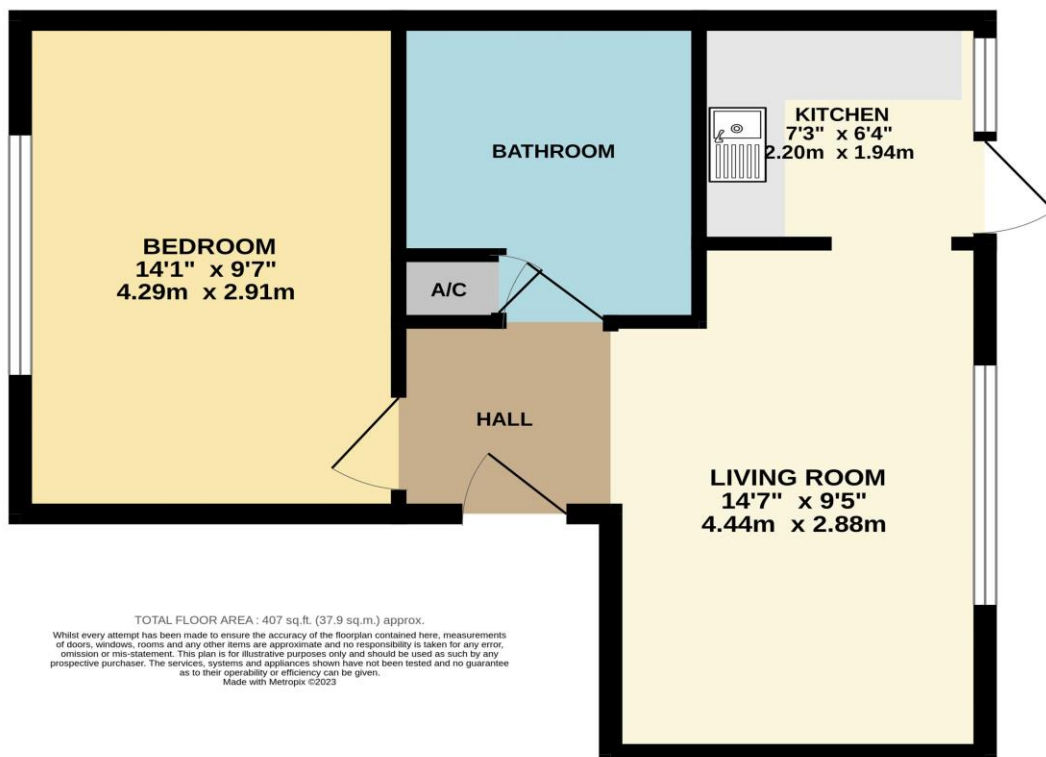 BEDROOM
14'1" x 9'7"
4.29m x 2.91m
BATHROOM
KITCHEN
7'3" x 6'4"
2.20m x 1.94m
A/C
HALL
LIVING ROOM
14'7" x 9'5"
4.44m x 2.88m
TOTAL FLOOR AREA : 407 sq.ft. (37.9 sq.m.) approx.
Whilst every attempt has been made to ensure the accuracy of the floorplan contained here, measurements
of doors, windows, rooms and any other items are approximate and no responsibility is taken for any error,
omission or mis-statement. This plan is for illustrative purposes only and should be used as such by any
prospective purchaser. The services, systems and appliances shown have not been tested and no guarantee
as to their operability or efficiency can be given.
Made with Metropix ©2023